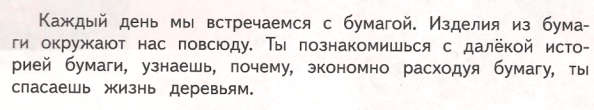 Каждый день мы встречаемся с бумагой. Изделия из бума-
ги окружают нас повсюду. Ты познакомишься с далёкой исто-
рией бумаги, узнаешь, почему, экономно расходуя бумагу, ты
спасаешь жизнь деревьям.